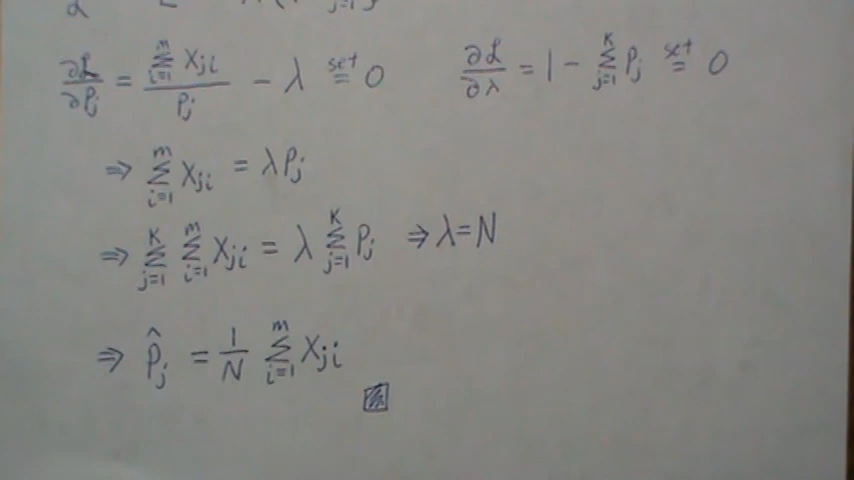 ∂ℒ/∂P_j = (Σ_{i=1}^{m} X_{ji})/P_j − λ set= 0    ∂ℒ/∂λ = 1 − Σ_{j=1}^{K} P_j set= 0
⇒ Σ_{i=1}^{m} X_{ji} = λP_j
⇒ Σ_{j=1}^{K} Σ_{i=1}^{m} X_{ji} = λ Σ_{j=1}^{K} P_j ⇒ λ=N
⇒ P̂_j = 1/N Σ_{i=1}^{m} X_{ji}